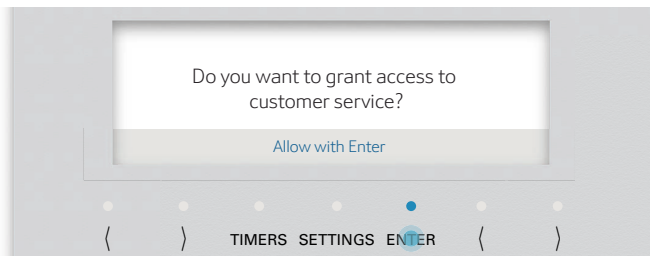 Do you want to grant access to
customer service?
Allow with Enter
⟨ ⟩ TIMERS SETTINGS ENTER ⟨ ⟩